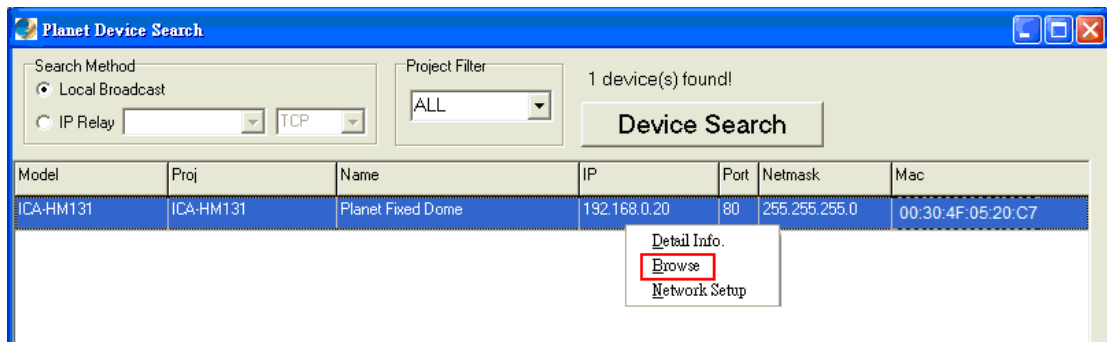 Planet Device Search
Search Method
Local Broadcast
IP Relay TCP
Project Filter
ALL
1 device(s) found!
Device Search
Model Proj Name IP Port Netmask Mac
ICA-HM131 ICA-HM131 Planet Fixed Dome 192.168.0.20 80 255.255.255.0 00:30:4F:05:20:C7
Detail Info.
Browse
Network Setup